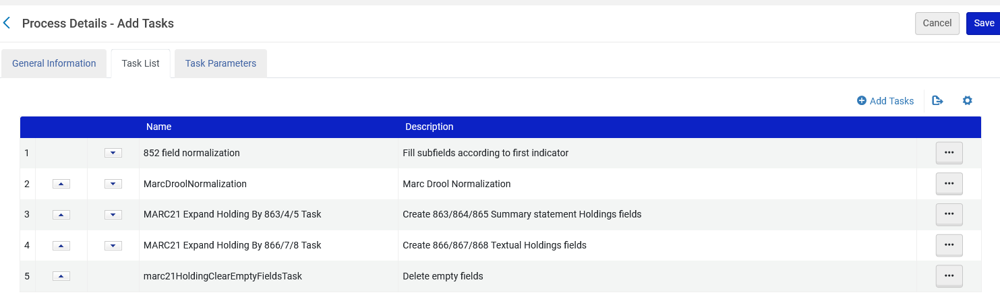 Process Details - Add Tasks
Cancel
Save
General Information
Task List
Task Parameters
Add Tasks
Name Description
1 852 field normalization Fill subfields according to first indicator
2 MarcDroolNormalization Marc Drool Normalization
3 MARC21 Expand Holding By 863/4/5 Task Create 863/864/865 Summary statement Holdings fields
4 MARC21 Expand Holding By 866/7/8 Task Create 866/867/868 Textual Holdings fields
5 marc21HoldingClearEmptyFieldsTask Delete empty fields